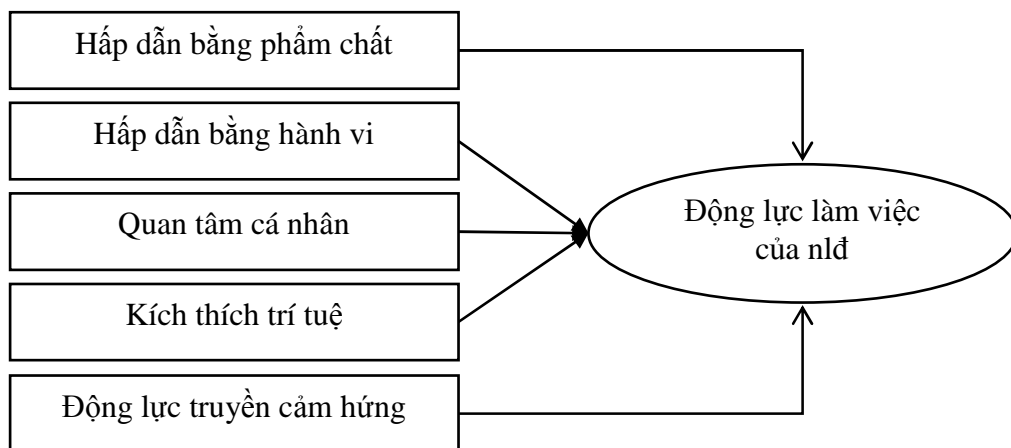 Hấp dẫn bằng phẩm chất
Hấp dẫn bằng hành vi
Quan tâm cá nhân
Kích thích trí tuệ
Động lực truyền cảm hứng
Động lực làm việc
của nlđ